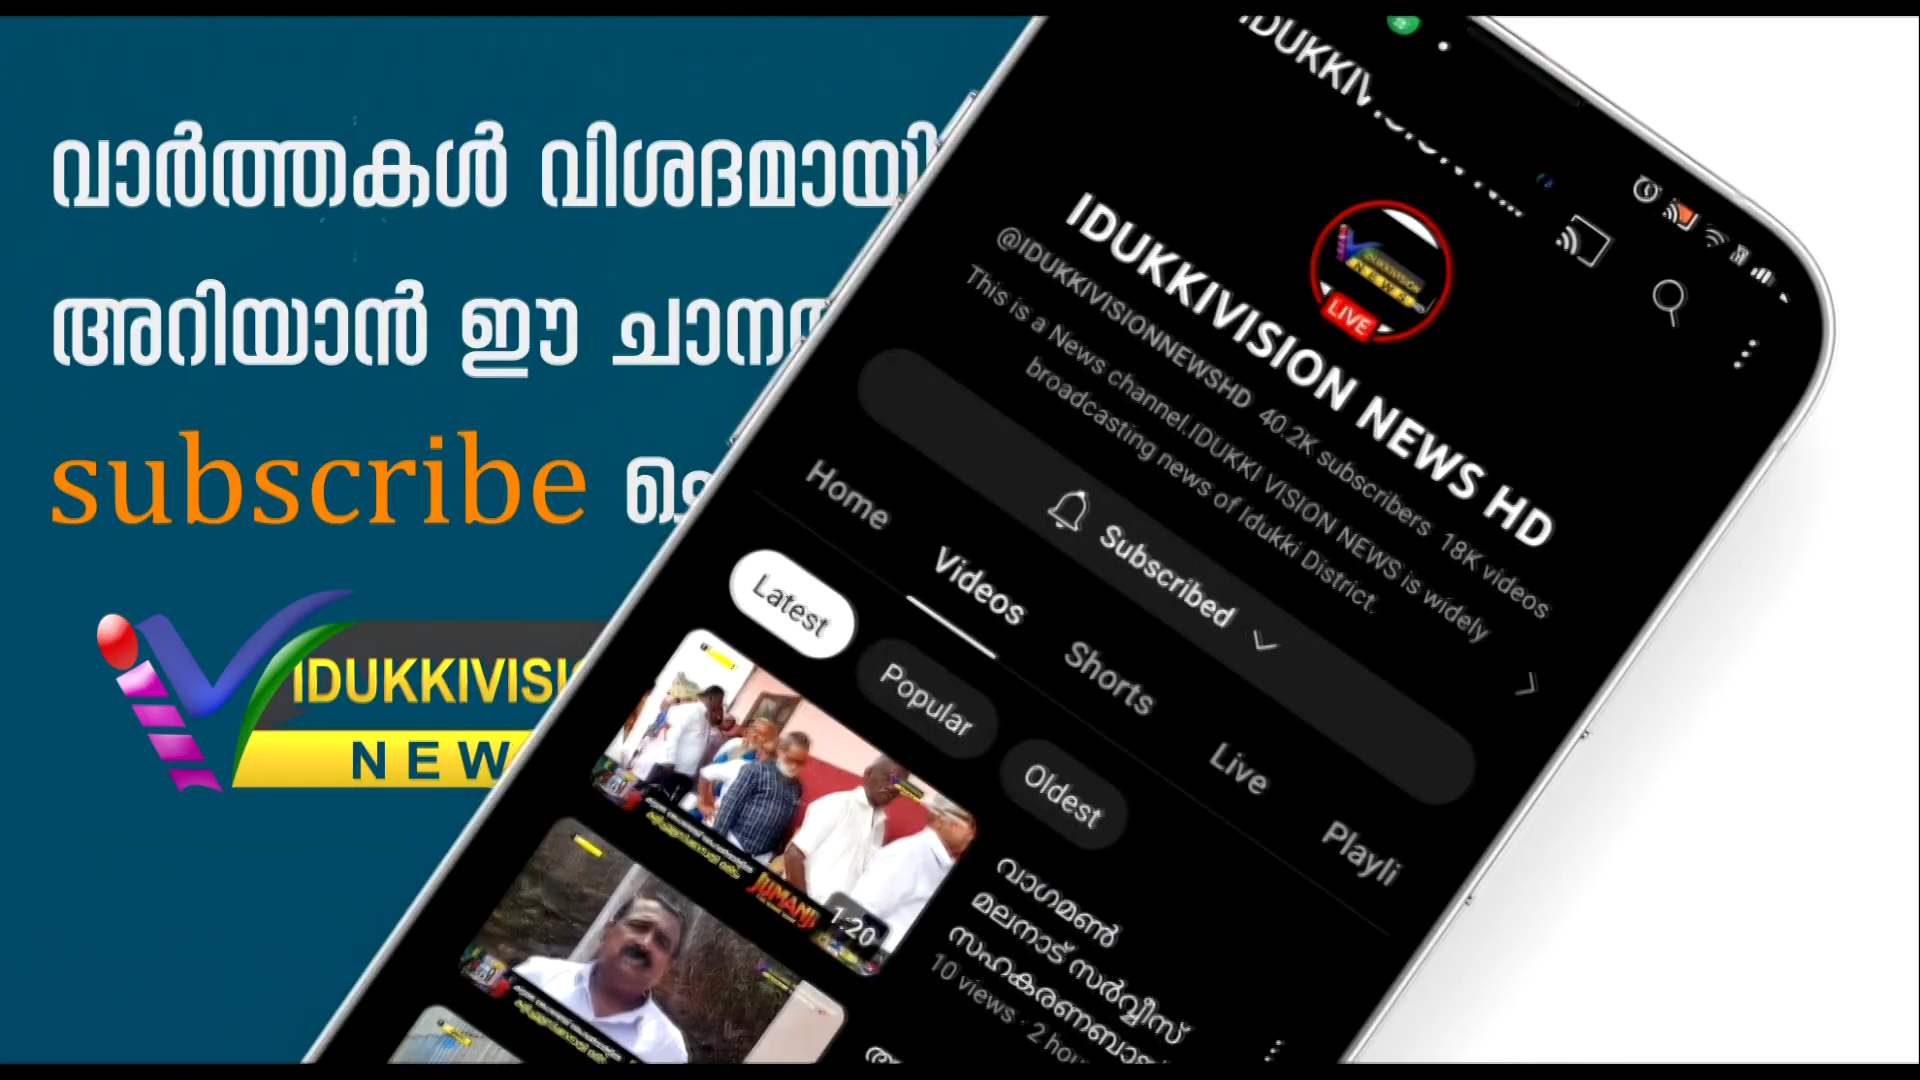 വാർത്തകൾ വിശദമായി
അറിയാൻ ഈ
subscribe
IDUKKIVISI
NEW
IDUKKIVISION NEWS HD
@IDUKKIVISIONNEWSHD 40.2K subscribers 18K videos
This is a News channel.IDUKKI VISION NEWS is widely
broadcasting news of Idukki District.
LIVE
Subscribed
Home Videos Shorts Live Playli
Latest Popular Oldest
JUMANJI
1:20
വാഗമൺ
മലനാട് സർവ്വീസ്
10 views · 2 hou